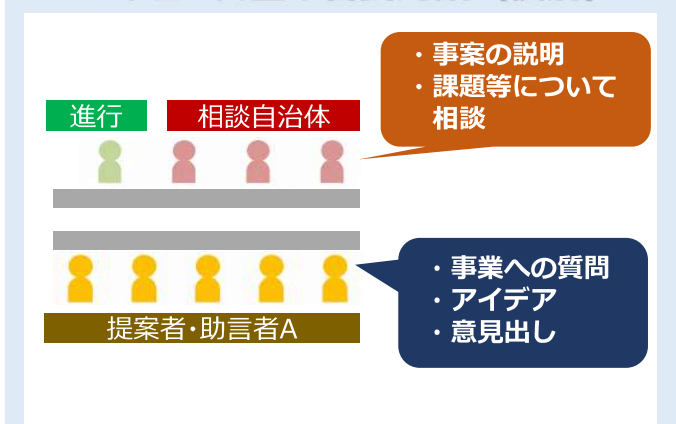 ・事案の説明
・課題等について
相談
進行
相談自治体
・事業への質問
・アイデア
・意見出し
提案者・助言者A